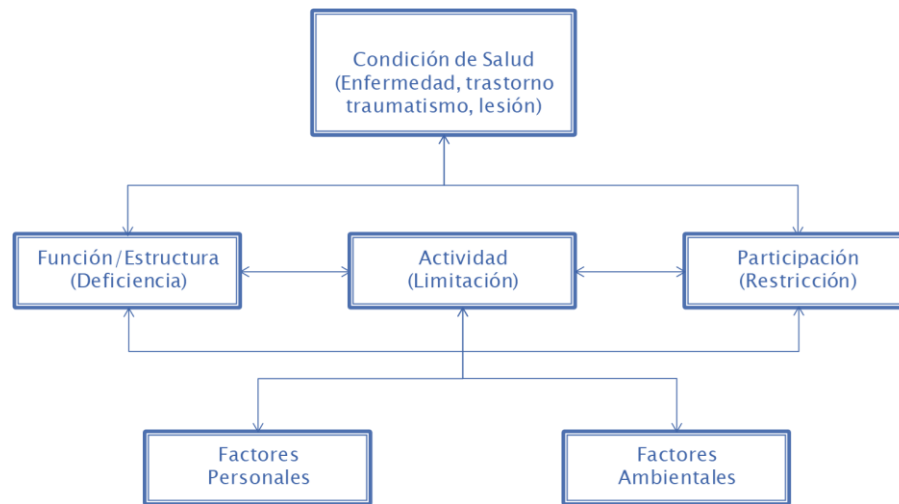 Condición de Salud
(Enfermedad, trastorno
traumatismo, lesión)
Función/Estructura
(Deficiencia)
Actividad
(Limitación)
Participación
(Restricción)
Factores
Personales
Factores
Ambientales